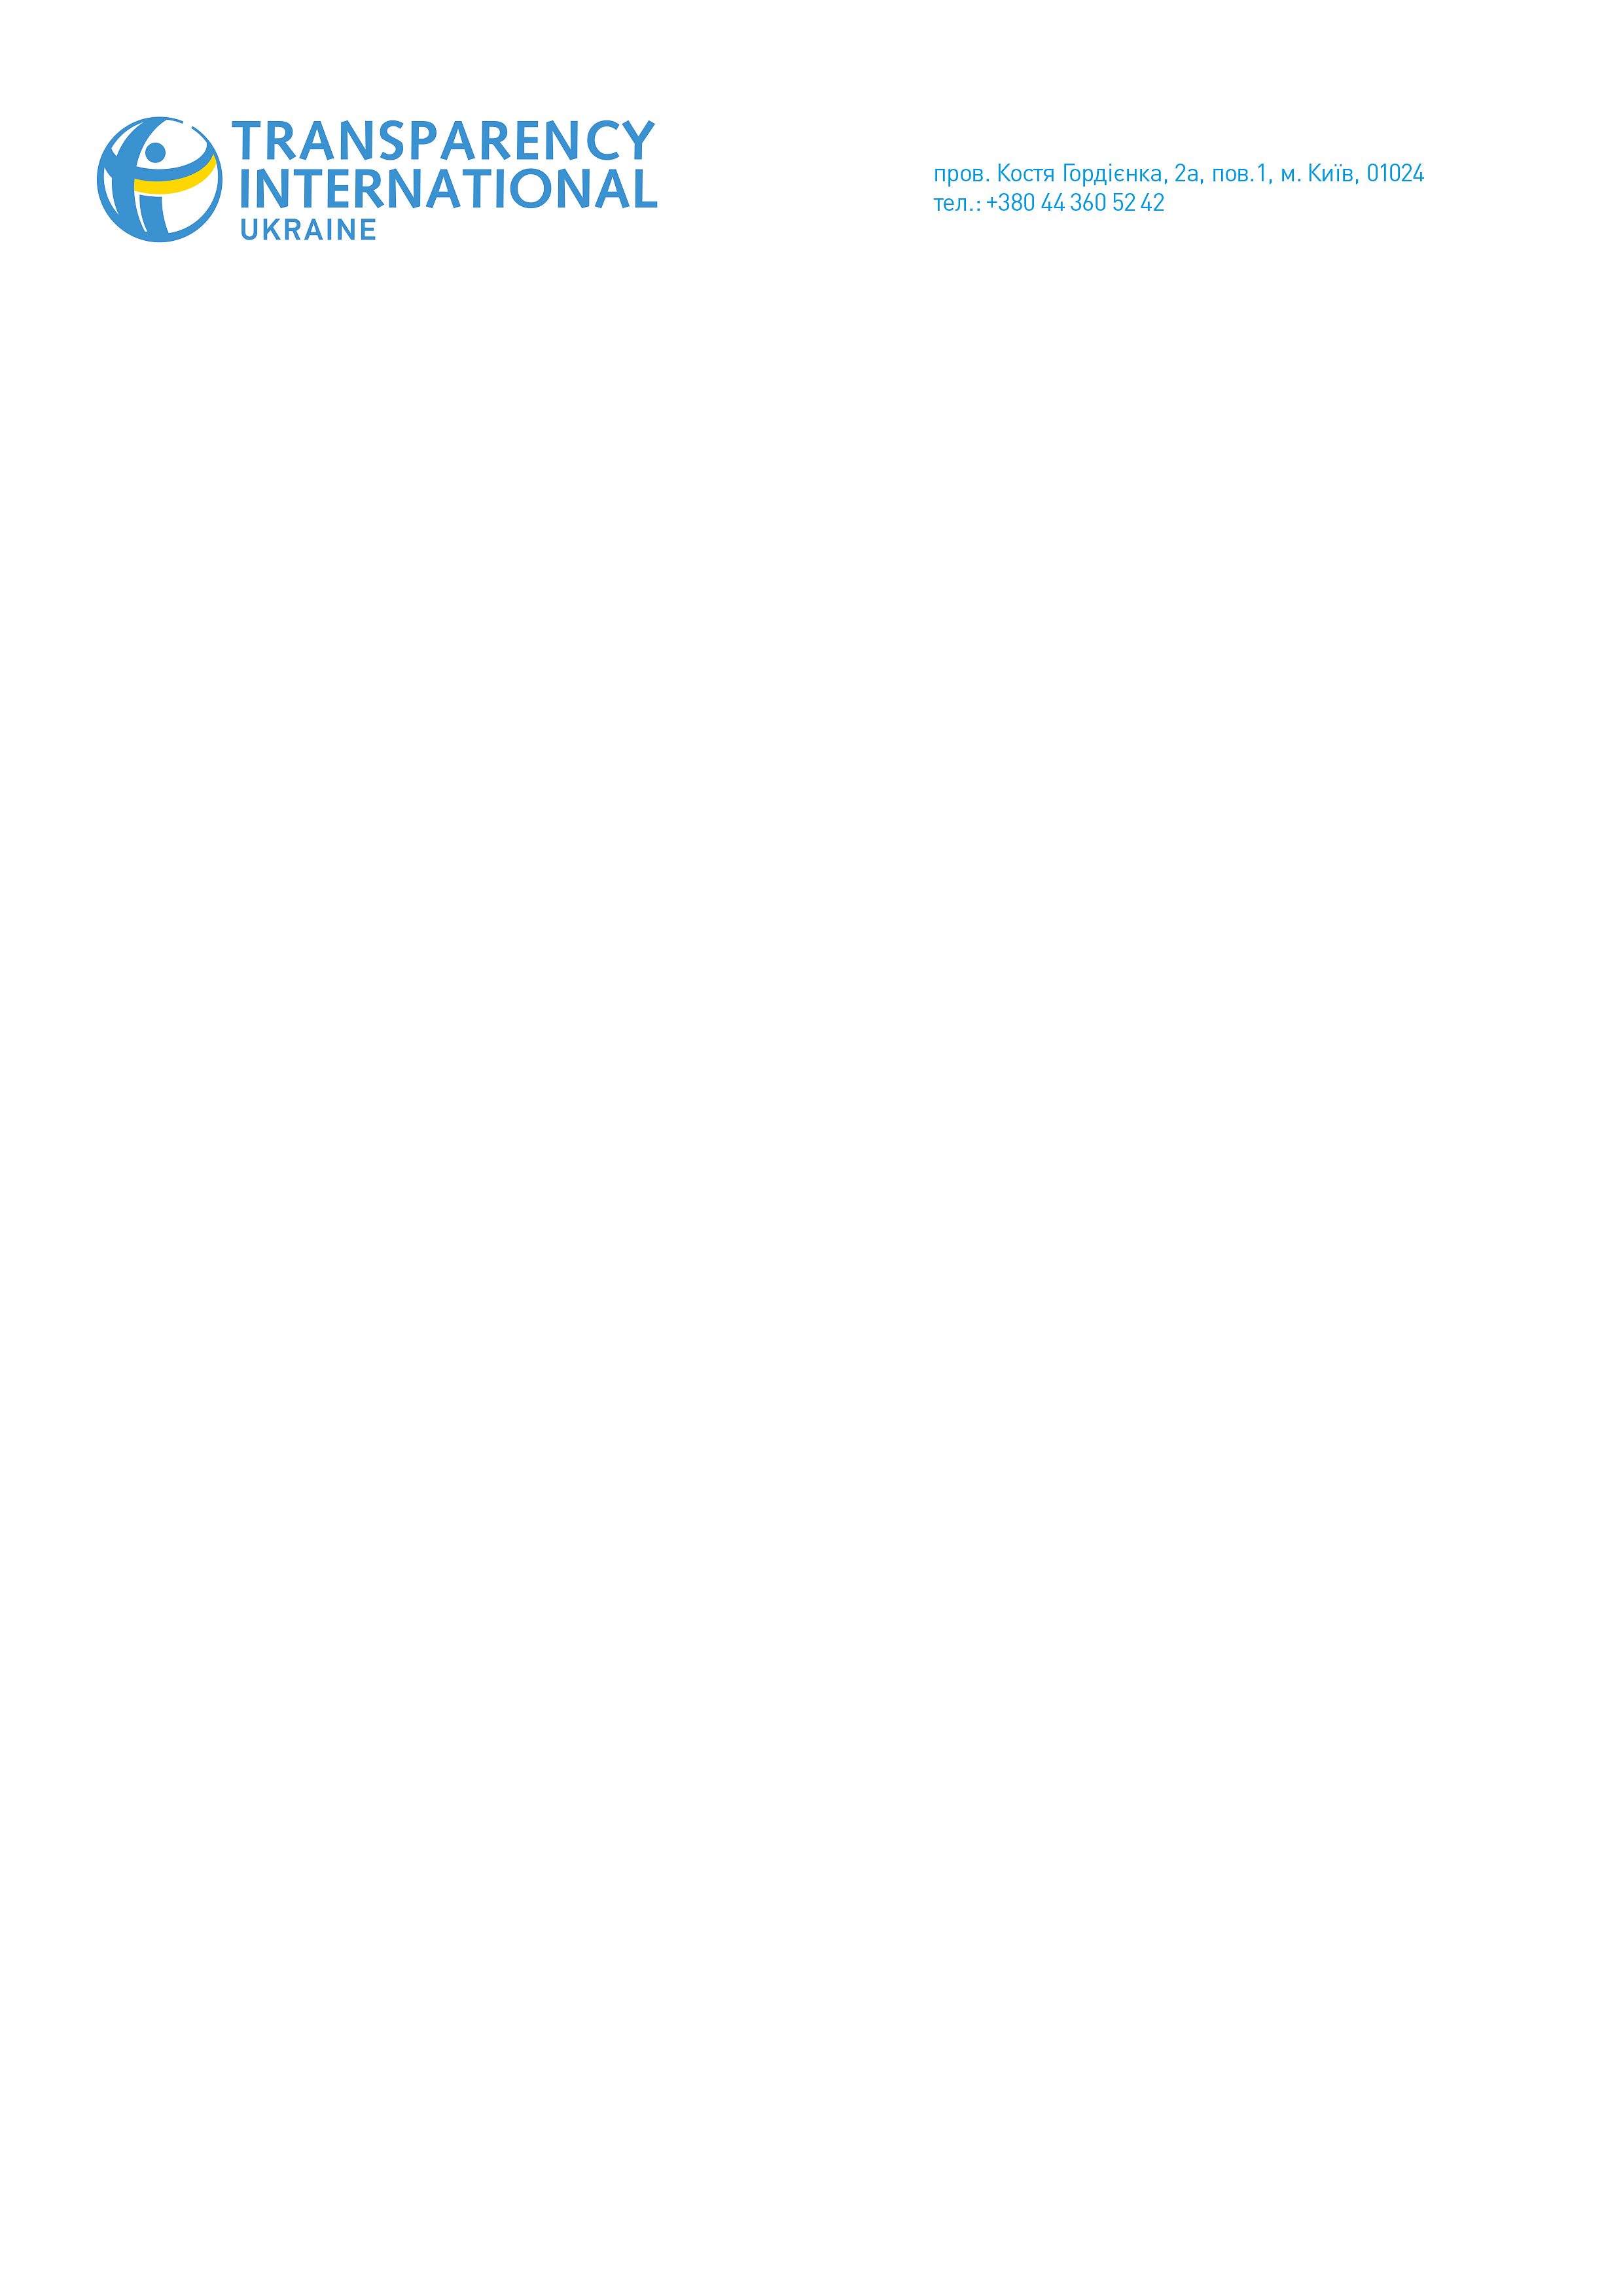 TRANSPARENCY
INTERNATIONAL
UKRAINE
пров. Костя Гордієнка, 2а, пов.1, м. Київ, 01024
тел.: +380 44 360 52 42